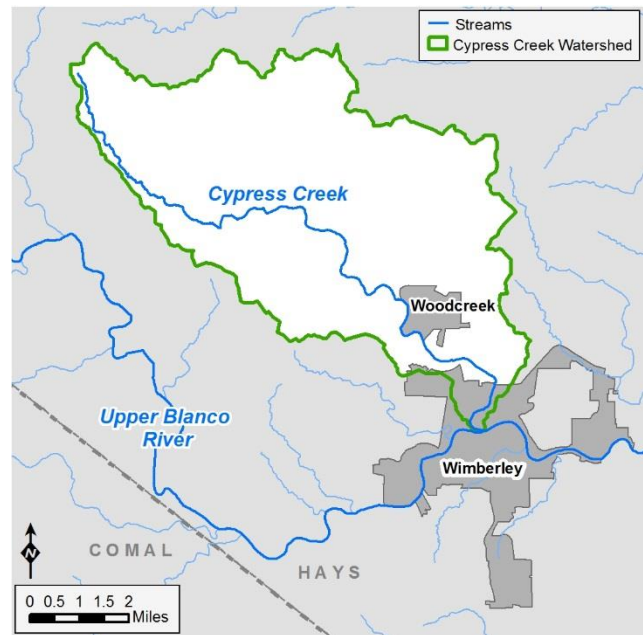 Streams
Cypress Creek Watershed
Cypress Creek
Woodcreek
Upper Blanco
River
Wimberley
COMAL
HAYS
N
0 0.5 1 1.5 2
Miles